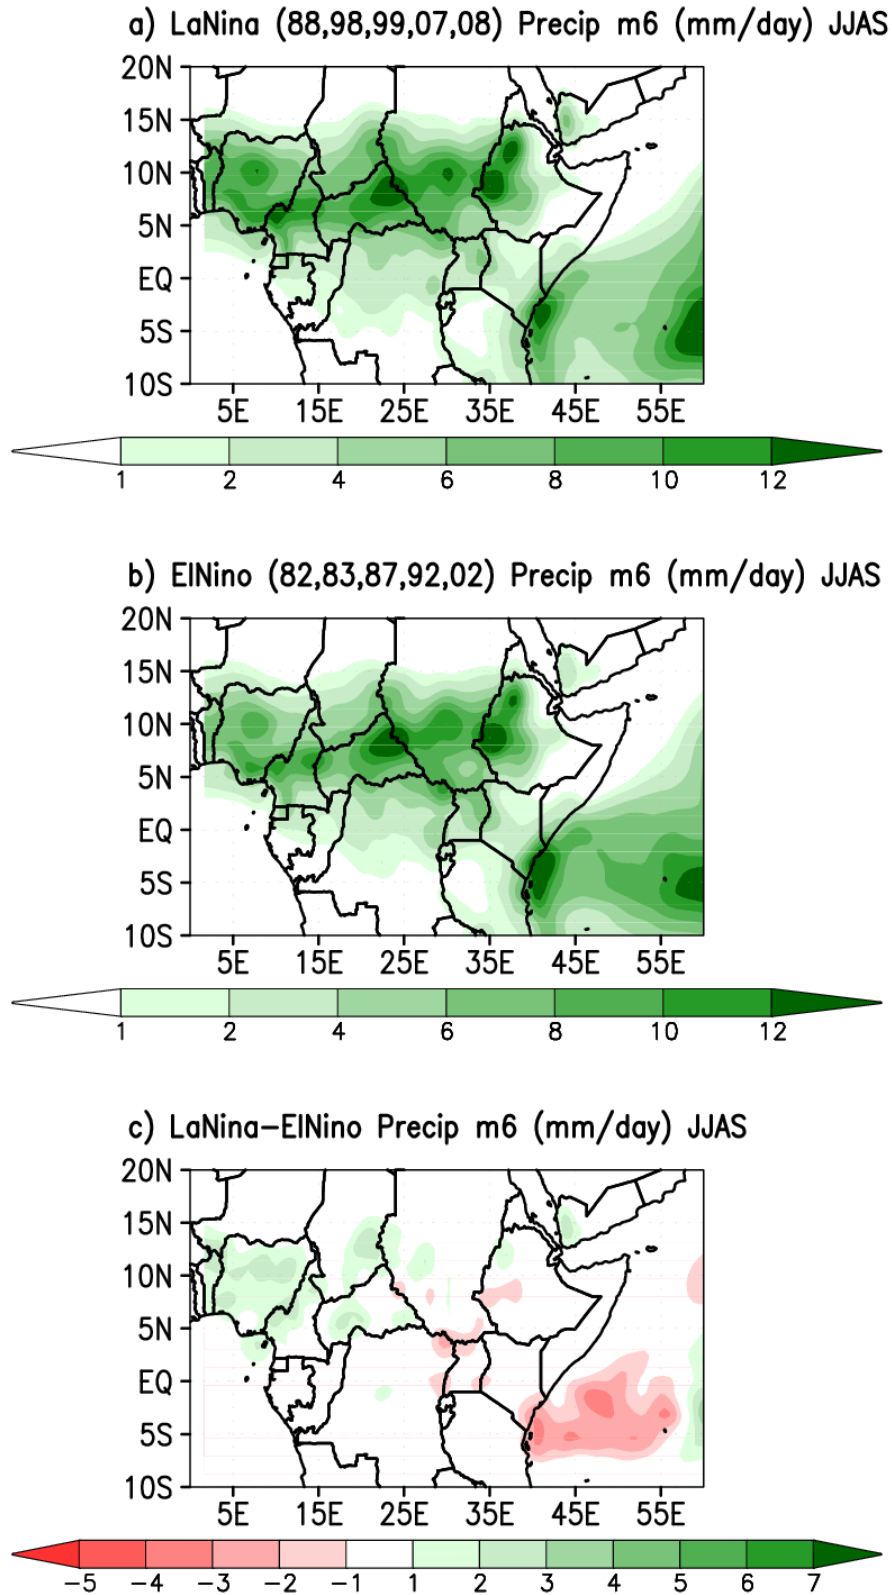 a) LaNina (88,98,99,07,08) Precip m6 (mm/day) JJAS
20N
15N
10N
5N
EQ
5S
10S
5E 15E 25E 35E 45E 55E
1 2 4 6 8 10 12
b) ElNino (82,83,87,92,02) Precip m6 (mm/day) JJAS
20N
15N
10N
5N
EQ
5S
10S
5E 15E 25E 35E 45E 55E
1 2 4 6 8 10 12
c) LaNina-ElNino Precip m6 (mm/day) JJAS
20N
15N
10N
5N
EQ
5S
10S
5E 15E 25E 35E 45E 55E
-5 -4 -3 -2 -1 1 2 3 4 5 6 7